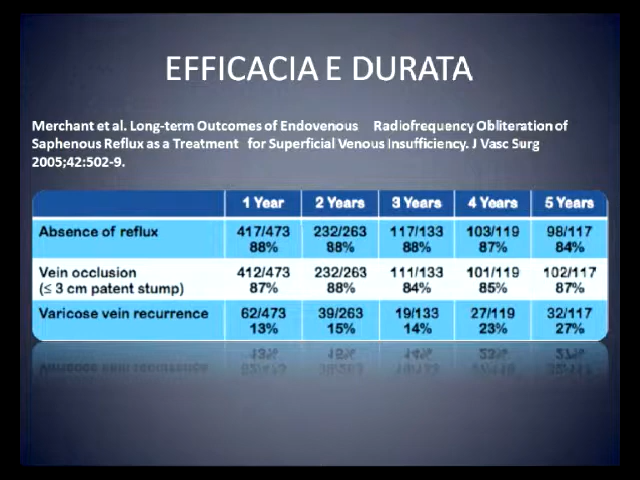 EFFICACIA E DURATA
Merchant et al. Long-term Outcomes of Endovenous Radiofrequency Obliteration of
Saphenous Reflux as a Treatment for Superficial Venous Insufficiency. J Vasc Surg
2005;42:502-9.
1 Year 2 Years 3 Years 4 Years 5 Years
Absence of reflux 417/473 232/263 117/133 103/119 98/117
88% 88% 88% 87% 84%
Vein occlusion 412/473 232/263 111/133 101/119 102/117
(≤ 3 cm patent stump) 87% 88% 84% 85% 87%
Varicose vein recurrence 62/473 39/263 19/133 27/119 32/117
13% 15% 14% 23% 27%